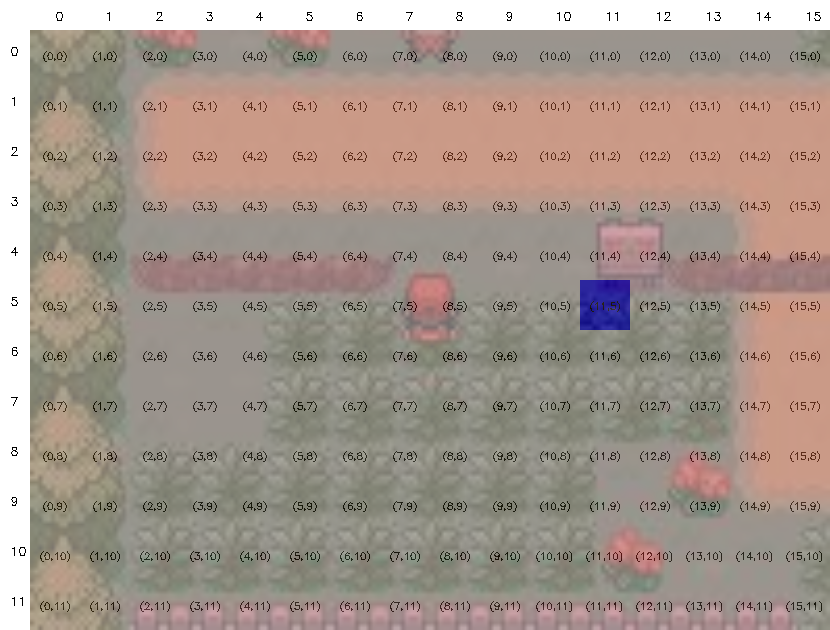 0 1 2 3 4 5 6 7 8 9 10 11 12 13 14 15
0 (0,0) (1,0) (2,0) (3,0) (4,0) (5,0) (6,0) (7,0) (8,0) (9,0) (10,0) (11,0) (12,0) (13,0) (14,0) (15,0)
1 (0,1) (1,1) (2,1) (3,1) (4,1) (5,1) (6,1) (7,1) (8,1) (9,1) (10,1) (11,1) (12,1) (13,1) (14,1) (15,1)
2 (0,2) (1,2) (2,2) (3,2) (4,2) (5,2) (6,2) (7,2) (8,2) (9,2) (10,2) (11,2) (12,2) (13,2) (14,2) (15,2)
3 (0,3) (1,3) (2,3) (3,3) (4,3) (5,3) (6,3) (7,3) (8,3) (9,3) (10,3) (11,3) (12,3) (13,3) (14,3) (15,3)
4 (0,4) (1,4) (2,4) (3,4) (4,4) (5,4) (6,4) (7,4) (8,4) (9,4) (10,4) (11,4) (12,4) (13,4) (14,4) (15,4)
5 (0,5) (1,5) (2,5) (3,5) (4,5) (5,5) (6,5) (7,5) (8,5) (9,5) (10,5) (12,5) (13,5) (14,5) (15,5)
6 (0,6) (1,6) (2,6) (3,6) (4,6) (5,6) (6,6) (7,6) (8,6) (9,6) (10,6) (11,6) (12,6) (13,6) (14,6) (15,6)
7 (0,7) (1,7) (2,7) (3,7) (4,7) (5,7) (6,7) (7,7) (8,7) (9,7) (10,7) (11,7) (12,7) (13,7) (14,7) (15,7)
8 (0,8) (1,8) (2,8) (3,8) (4,8) (5,8) (6,8) (7,8) (8,8) (9,8) (10,8) (11,8) (12,8) (13,8) (14,8) (15,8)
9 (0,9) (1,9) (2,9) (3,9) (4,9) (5,9) (6,9) (7,9) (8,9) (9,9) (10,9) (11,9) (12,9) (13,9) (14,9) (15,9)
10 (0,10) (1,10) (2,10) (3,10) (4,10) (5,10) (6,10) (7,10) (8,10) (9,10) (10,10) (11,10) (12,10) (13,10) (14,10) (15,10)
11 (0,11) (1,11) (2,11) (3,11) (4,11) (5,11) (6,11) (7,11) (8,11) (9,11) (10,11) (11,11) (12,11) (13,11) (14,11) (15,11)